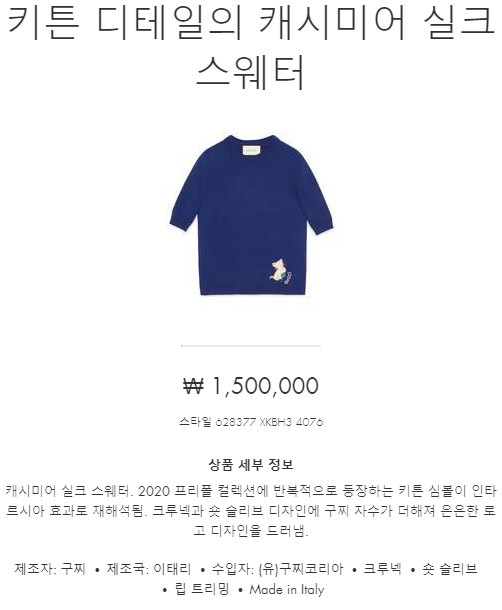 키튼 디테일의 캐시미어 실크
스웨터
₩ 1,500,000
스타일 628377 XKBH3 4076
상품 세부 정보
캐시미어 실크 스웨터. 2020 프리폴 컬렉션에 반복적으로 등장하는 키튼 심볼이 인타
르시아 효과로 재해석됨. 크루넥과 숏 슬리브 디자인에 구찌 자수가 더해져 은은한 로
고 디자인을 드러냄.
제조자: 구찌 • 제조국: 이태리 • 수입자: (유)구찌코리아 • 크루넥 • 숏 슬리브
• 립 트리밍 • Made in Italy